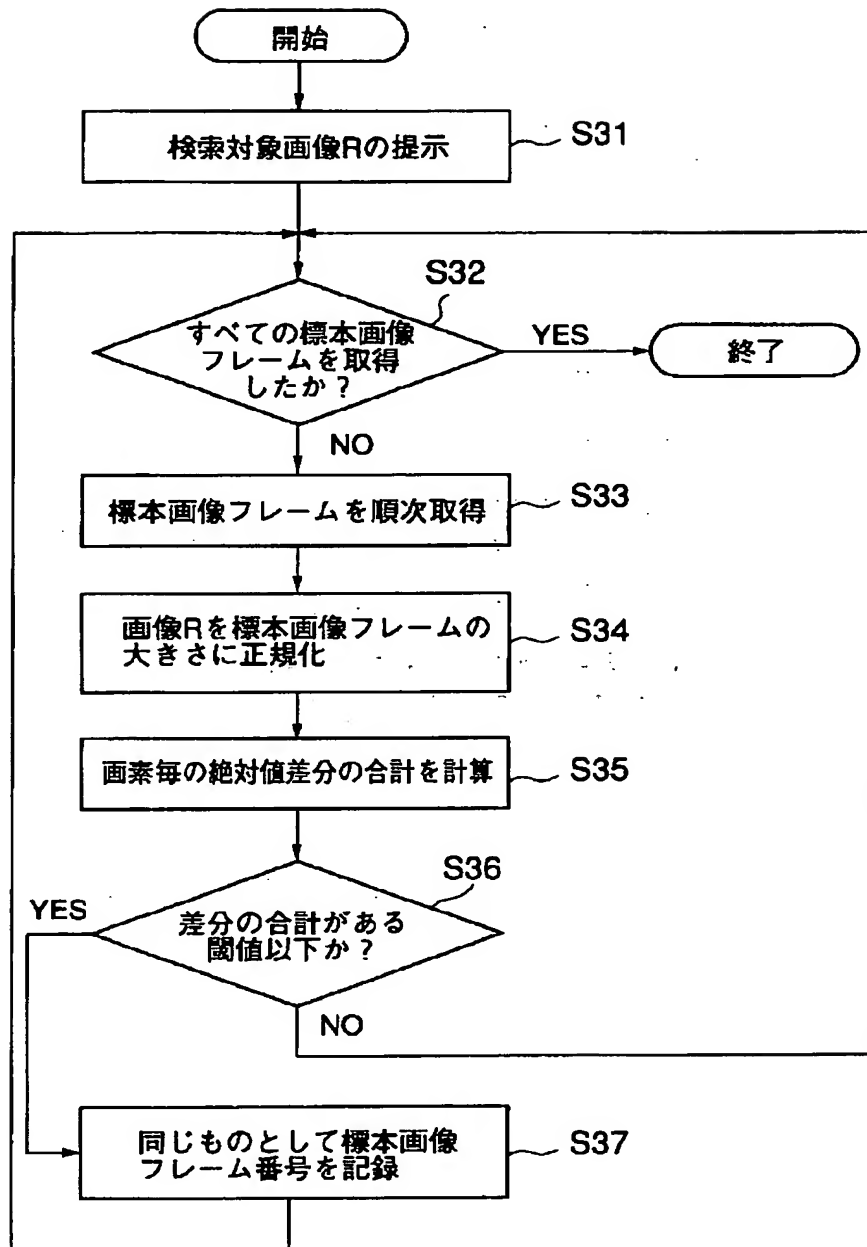 開始
検索対象画像Rの提示
S31
S32
すべての標本画像
フレームを取得
したか？
YES
終了
NO
標本画像フレームを順次取得
S33
画像Rを標本画像フレームの
大きさに正規化
S34
画素毎の絶対値差分の合計を計算
S35
S36
YES
差分の合計がある
閾値以下か？
NO
同じものとして標本画像
フレーム番号を記録
S37